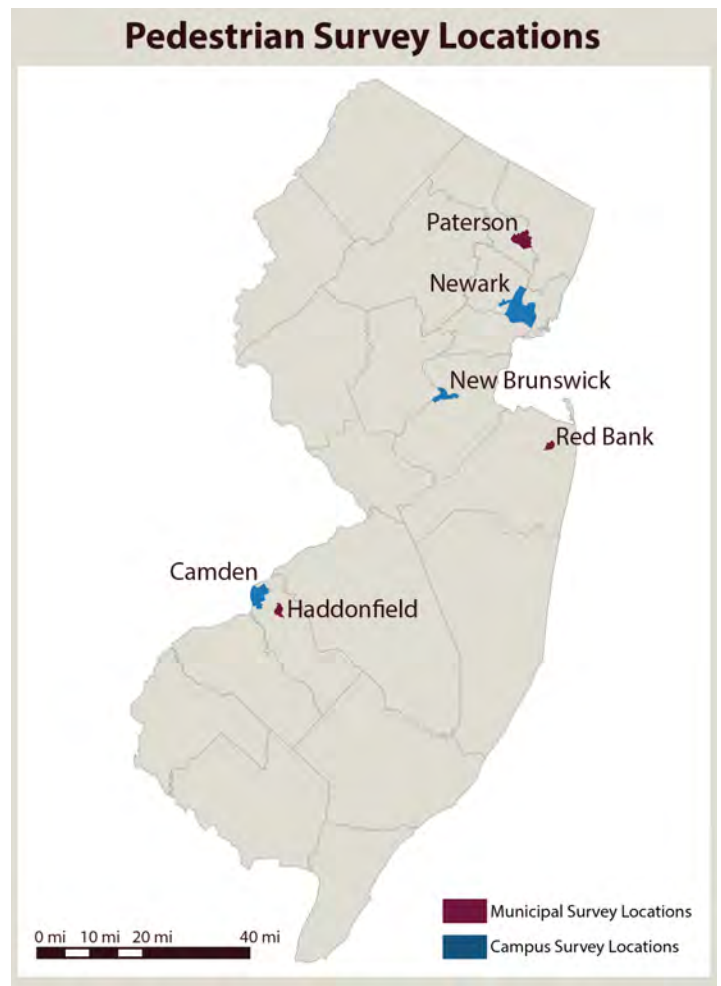 Pedestrian Survey Locations
Paterson
Newark
New Brunswick
Red Bank
Camden
Haddonfield
0 mi 10 mi 20 mi 40 mi
Municipal Survey Locations
Campus Survey Locations